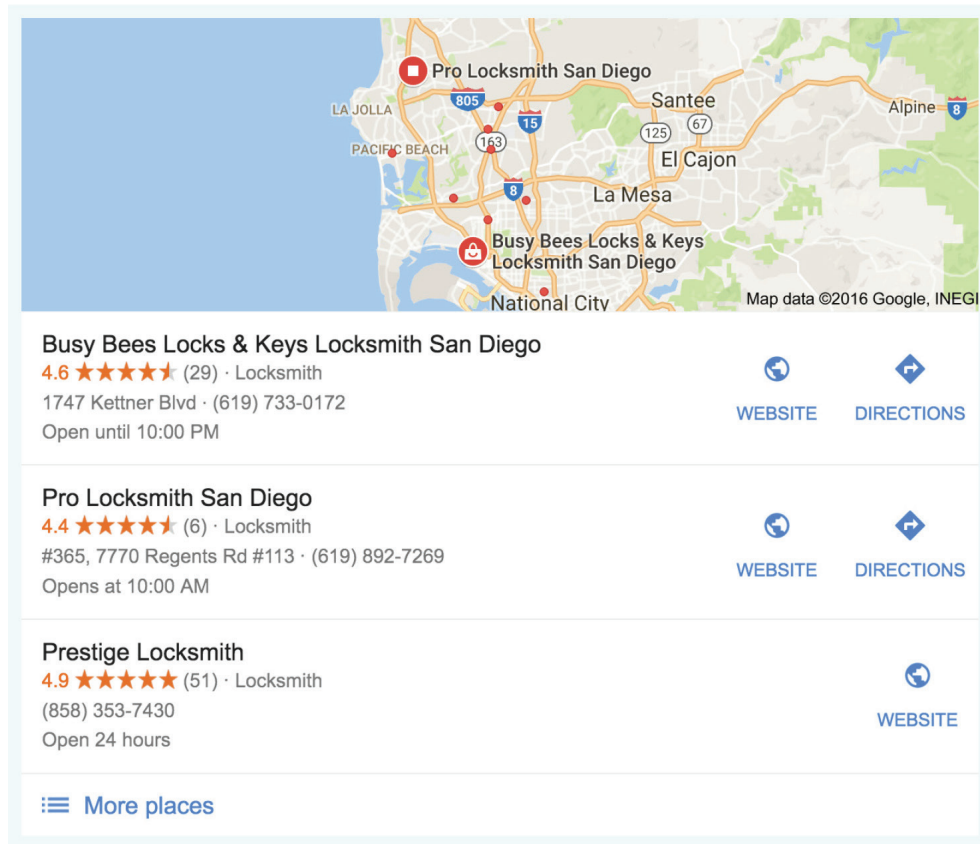 Pro Locksmith San Diego
805
LA JOLLA
Santee
Alpine
8
15
67
125
163
PACIFIC BEACH
El Cajon
8
La Mesa
Busy Bees Locks & Keys
Locksmith San Diego
National City
Map data ©2016 Google, INEGI
Busy Bees Locks & Keys Locksmith San Diego
4.6 (29) · Locksmith
1747 Kettner Blvd · (619) 733-0172
Open until 10:00 PM
WEBSITE
DIRECTIONS
Pro Locksmith San Diego
4.4 (6) · Locksmith
#365, 7770 Regents Rd #113 · (619) 892-7269
Opens at 10:00 AM
WEBSITE
DIRECTIONS
Prestige Locksmith
4.9 (51) · Locksmith
(858) 353-7430
Open 24 hours
WEBSITE
More places